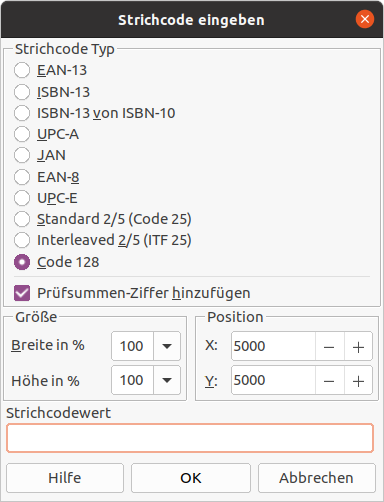 Strichcode eingeben
Strichcode Typ
EAN-13
ISBN-13
ISBN-13 von ISBN-10
UPC-A
JAN
EAN-8
UPC-E
Standard 2/5 (Code 25)
Interleaved 2/5 (ITF 25)
Code 128
Prüfsummen-Ziffer hinzufügen
Größe
Breite in % 100
Höhe in % 100
Position
X: 5000
Y: 5000
Strichcodewert
Hilfe OK Abbrechen